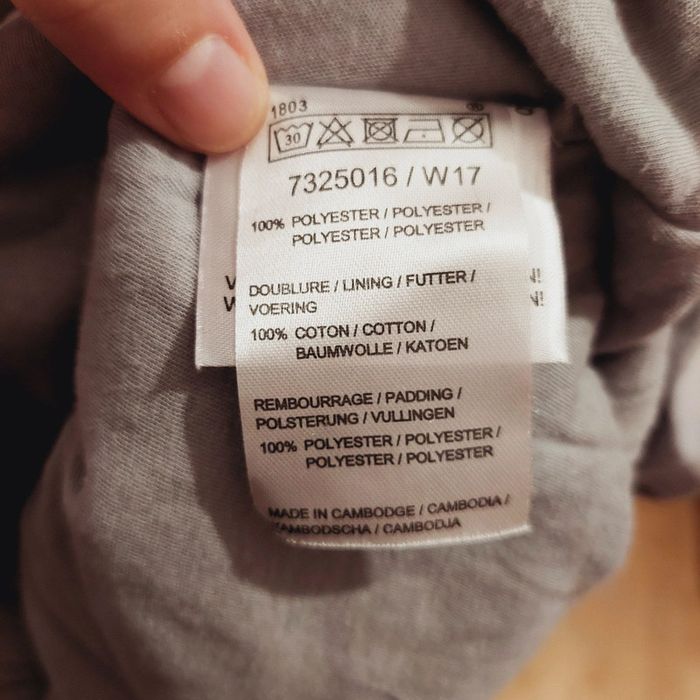 1803
30
7325016 / W17
100% POLYESTER / POLYESTER /
POLYESTER / POLYESTER
DOUBLURE / LINING / FUTTER /
VOERING
100% COTON / COTTON /
BAUMWOLLE / KATOEN
REMBOURRAGE / PADDING /
POLSTERUNG / VULLINGEN
100% POLYESTER / POLYESTER /
POLYESTER / POLYESTER
MADE IN CAMBODGE / CAMBODIA /
KAMBODSCHA / CAMBODJA